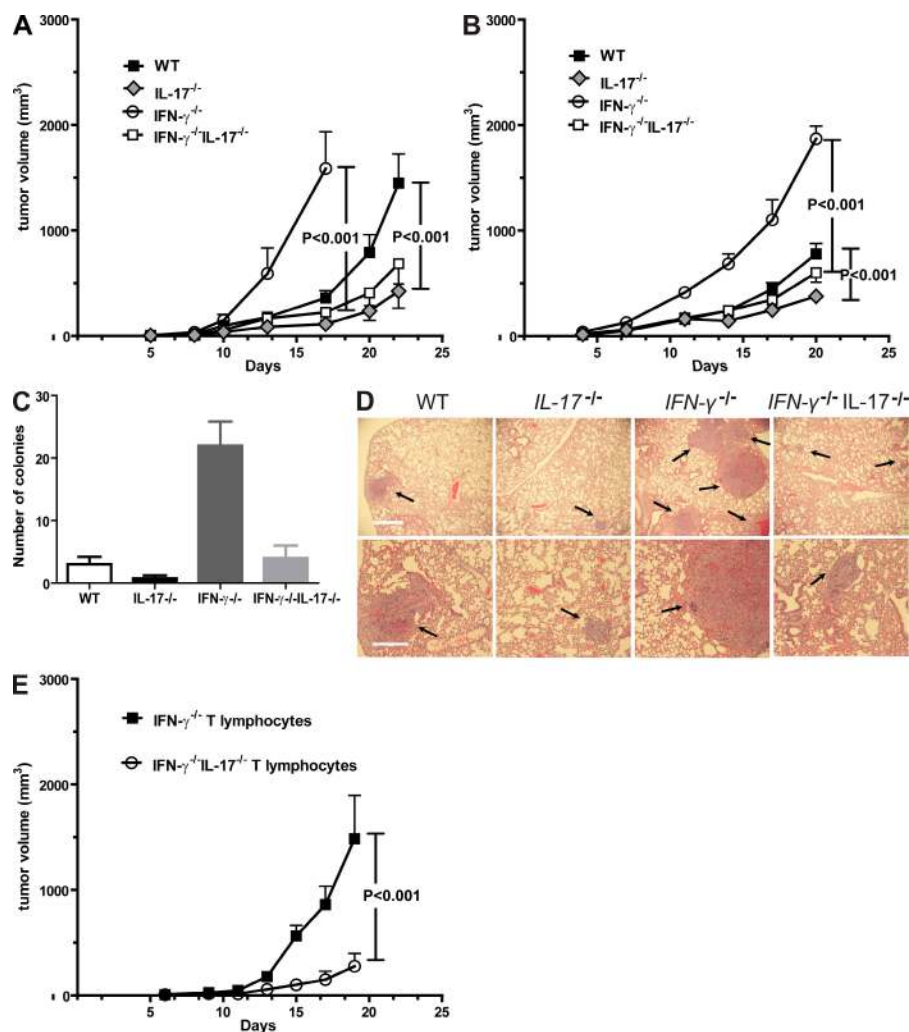 A
3000
2000
1000
0
tumor volume (mm³)
WT
IL-17⁻/⁻
IFN-γ⁻/⁻
IFN-γ⁻/⁻IL-17⁻/⁻
P<0.001
P<0.001
5 10 15 20 25
Days
B
3000
2000
1000
0
tumor volume (mm³)
WT
IL-17⁻/⁻
IFN-γ⁻/⁻
IFN-γ⁻/⁻IL-17⁻/⁻
P<0.001
P<0.001
0 5 10 15 20 25
Days
C
30
20
10
0
Number of colonies
WT IL-17-/- IFN-γ-/- IFN-γ-/-IL-17-/-
D
WT IL-17⁻/⁻ IFN-γ⁻/⁻ IFN-γ⁻/⁻ IL-17⁻/⁻
E
3000
2000
1000
0
tumor volume (mm³)
IFN-γ⁻/⁻ T lymphocytes
IFN-γ⁻/⁻IL-17⁻/⁻ T lymphocytes
P<0.001
5 10 15 20 25
Days